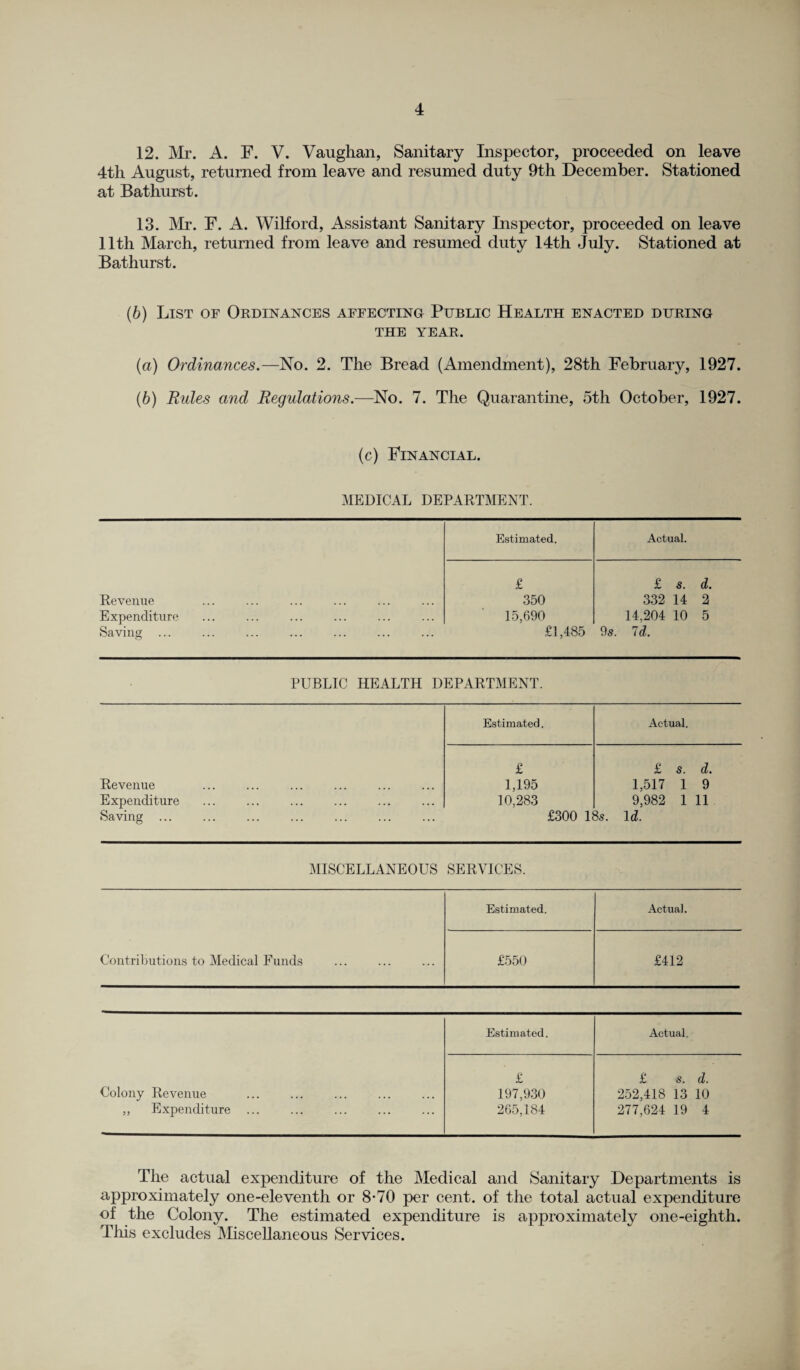 4
12. Mr. A. F. V. Vaughan, Sanitary Inspector, proceeded on leave
4th August, returned from leave and resumed duty 9th December. Stationed
at Bathurst.
13. Mr. F. A. Wilford, Assistant Sanitary Inspector, proceeded on leave
11th March, returned from leave and resumed duty 14th July. Stationed at
Bathurst.
(b) List of Ordinances affecting Public Health enacted during
the year.
(a) Ordinances.—No. 2. The Bread (Amendment), 28th February, 1927.
(b) Rules and Regulations.—No. 7. The Quarantine, 5th October, 1927.
(c) Financial.
MEDICAL DEPARTMENT.
Estimated. Actual.
£ £ s. d.
Revenue ... ... ... ... ... ... 350 332 14 2
Expenditure ... ... ... ... ... ... 15,690 14,204 10 5
Saving ... ... ... ... ... ... ... £1,485 9s. 7d.
PUBLIC HEALTH DEPARTMENT.
Estimated. Actual.
£ £ s. d.
Revenue ... ... ... ... ... ... 1,195 1,517 1 9
Expenditure ... ... ... ... ... ... 10,283 9,982 1 11
Saving ... ... ... ... ... ... ... £300 18s. 1d.
MISCELLANEOUS SERVICES.
Estimated. Actual.
Contributions to Medical Funds ... ... ... £550 £412
Estimated. Actual.
£ £ s. d.
Colony Revenue ... ... ... ... ... 197,930 252,418 13 10
,, Expenditure ... ... ... ... ... 265,184 277,624 19 4
The actual expenditure of the Medical and Sanitary Departments is
approximately one-eleventh or 8·70 per cent. of the total actual expenditure
of the Colony. The estimated expenditure is approximately one-eighth.
This excludes Miscellaneous Services.